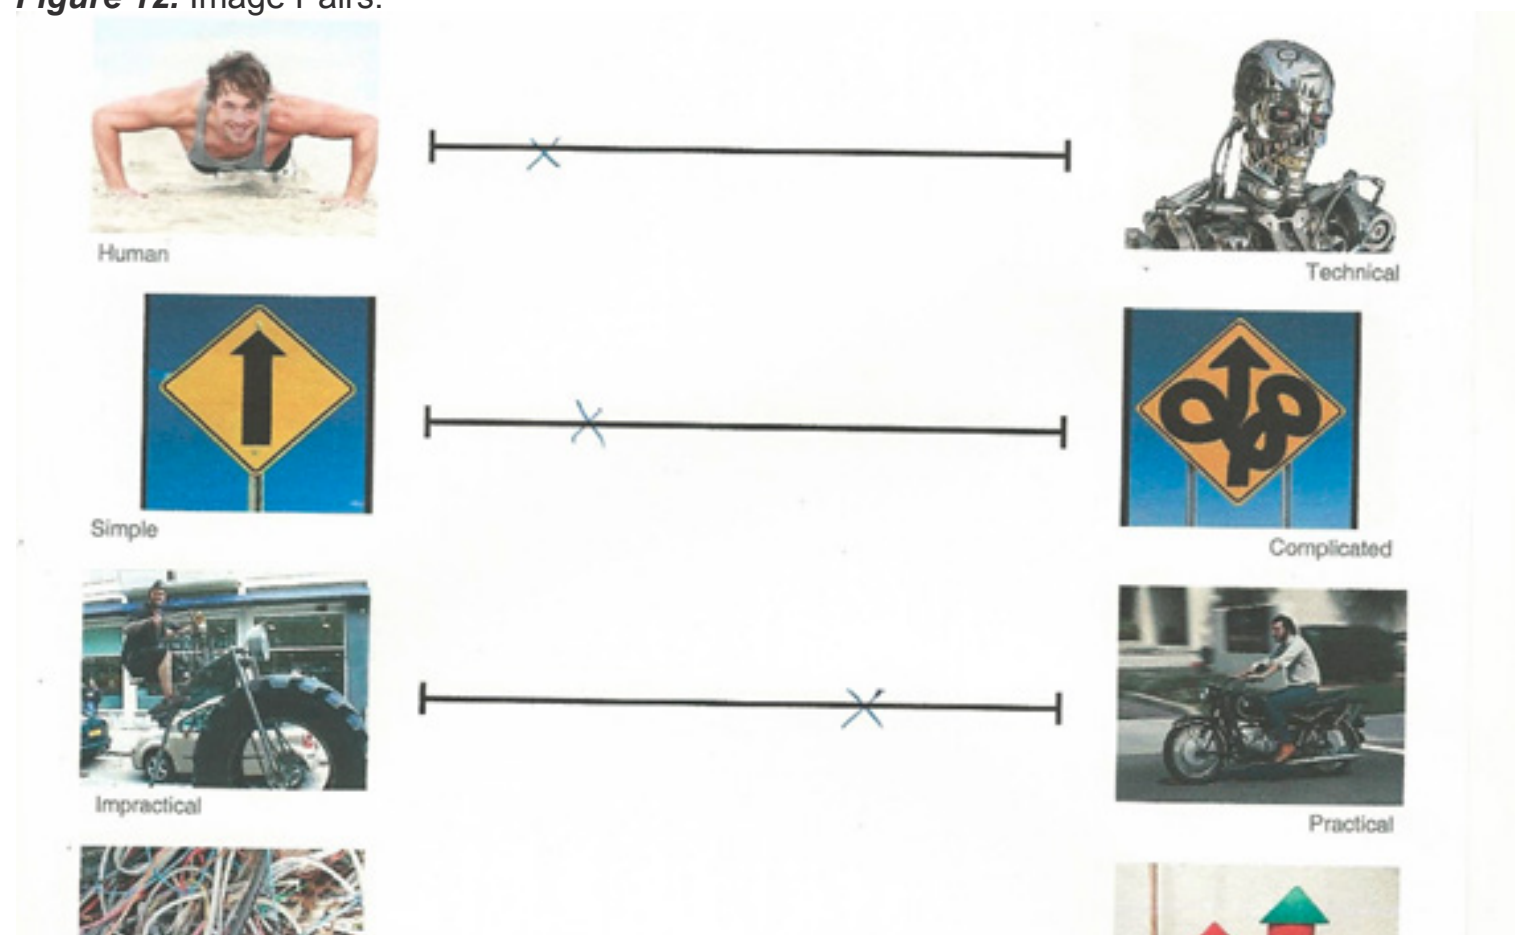 Figure 12. Image Pairs.
Human
Technical
Simple
Complicated
Impractical
Practical